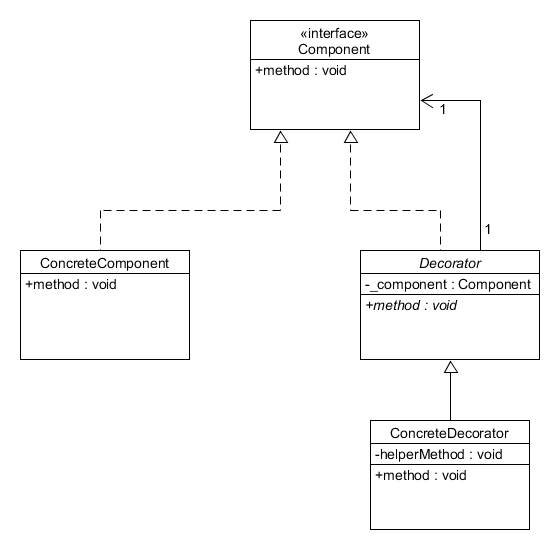 «interface»
Component
+method : void
1
1
ConcreteComponent
+method : void
Decorator
-_component : Component
+method : void
ConcreteDecorator
-helperMethod : void
+method : void